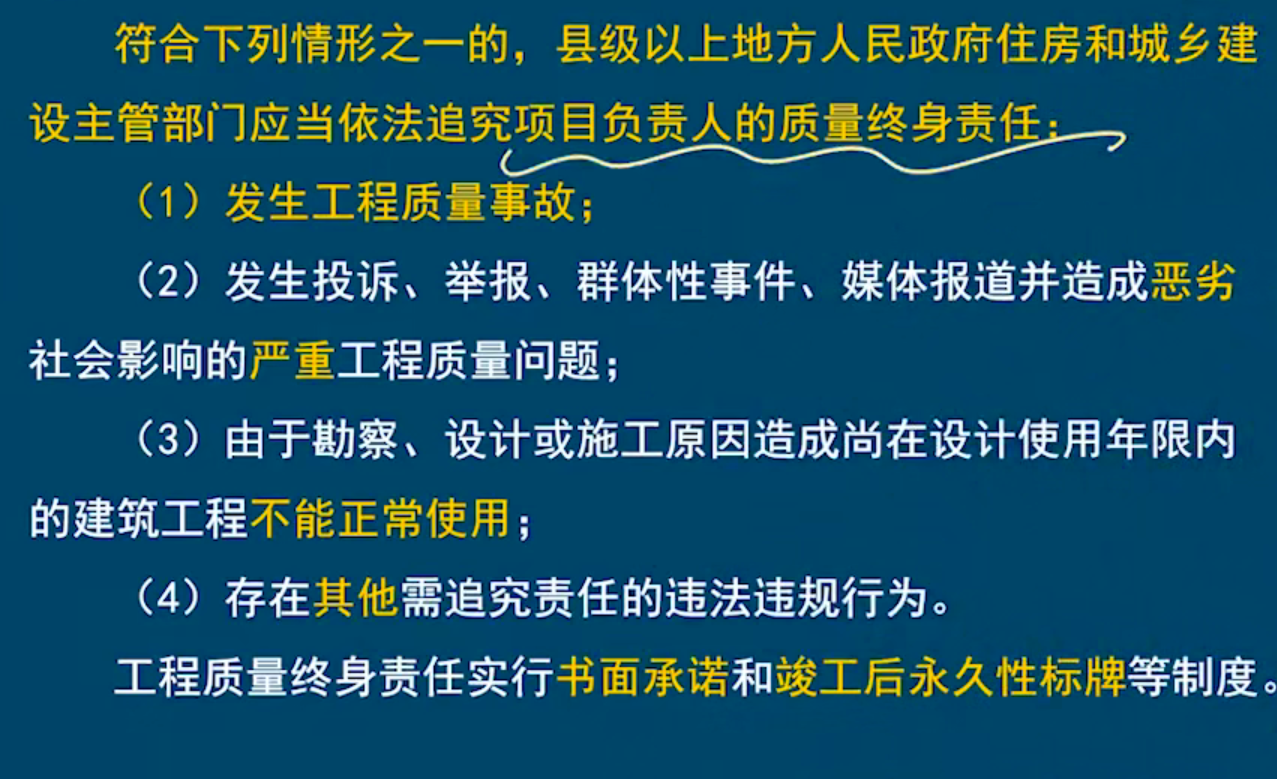 符合下列情形之一的，县级以上地方人民政府住房和城乡建
设主管部门应当依法追究项目负责人的质量终身责任：
（1）发生工程质量事故；
（2）发生投诉、举报、群体性事件、媒体报道并造成恶劣
社会影响的严重工程质量问题；
（3）由于勘察、设计或施工原因造成尚在设计使用年限内
的建筑工程不能正常使用；
（4）存在其他需追究责任的违法违规行为。
工程质量终身责任实行书面承诺和竣工后永久性标牌等制度。